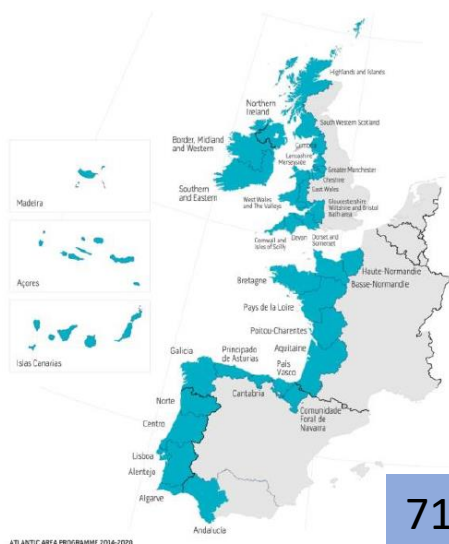 Highlands and Islands
Northern
Ireland
South Western Scotland
Border, Midland
and Western
Cumbria
Lancashire
Merseyside
Greater Manchester
Cheshire
East Wales
Southern
and Eastern
West Wales
and The Valleys
Gloucestershire
Wiltshire and Bristol
Bath area
Cornwall and
Isles of Scilly
Devon
Dorset and
Somerset
Madeira
Açores
Islas Canarias
Haute-Normandie
Basse-Normandie
Bretagne
Pays de la Loire
Poitou-Charentes
Aquitaine
Galicia
Principado
de Asturias
País
Vasco
Cantabria
Comunidade
Foral de
Navarra
Norte
Centro
Lisboa
Alentejo
Algarve
Andalucía
ATLANTIC AREA PROGRAMME 2014-2020
71